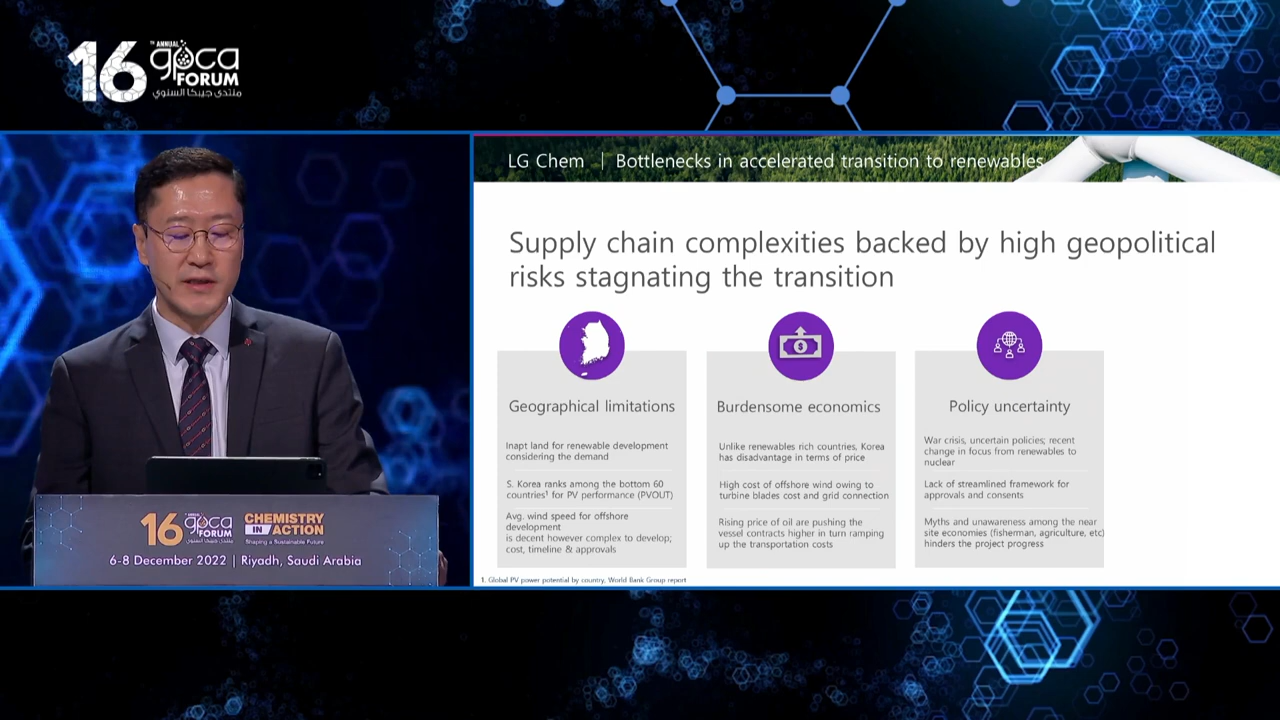 16
TH ANNUAL
gpca
FORUM
منتدى جيبكا السنوي
LG Chem | Bottlenecks in accelerated transition to renewables
Supply chain complexities backed by high geopolitical
risks stagnating the transition
Geographical limitations
Inapt land for renewable development
considering the demand
S. Korea ranks among the bottom 60
countries¹ for PV performance (PVOUT)
Avg. wind speed for offshore
development
is decent however complex to develop;
cost, timeline & approvals
Burdensome economics
Unlike renewables rich countries, Korea
has disadvantage in terms of price
High cost of offshore wind owing to
turbine blades cost and grid connection
Rising price of oil are pushing the
vessel contracts higher in turn ramping
up the transportation costs
Policy uncertainty
War crisis, uncertain policies; recent
change in focus from renewables to
nuclear
Lack of streamlined framework for
approvals and consents
Myths and unawareness among the near
site economies (fisherman, agriculture, etc)
hinders the project progress
1. Global PV power potential by country, World Bank Group report
16
gpca
FORUM
CHEMISTRY
IN ACTION
Shaping a Sustainable Future
6-8 December 2022 | Riyadh, Saudi Arabia